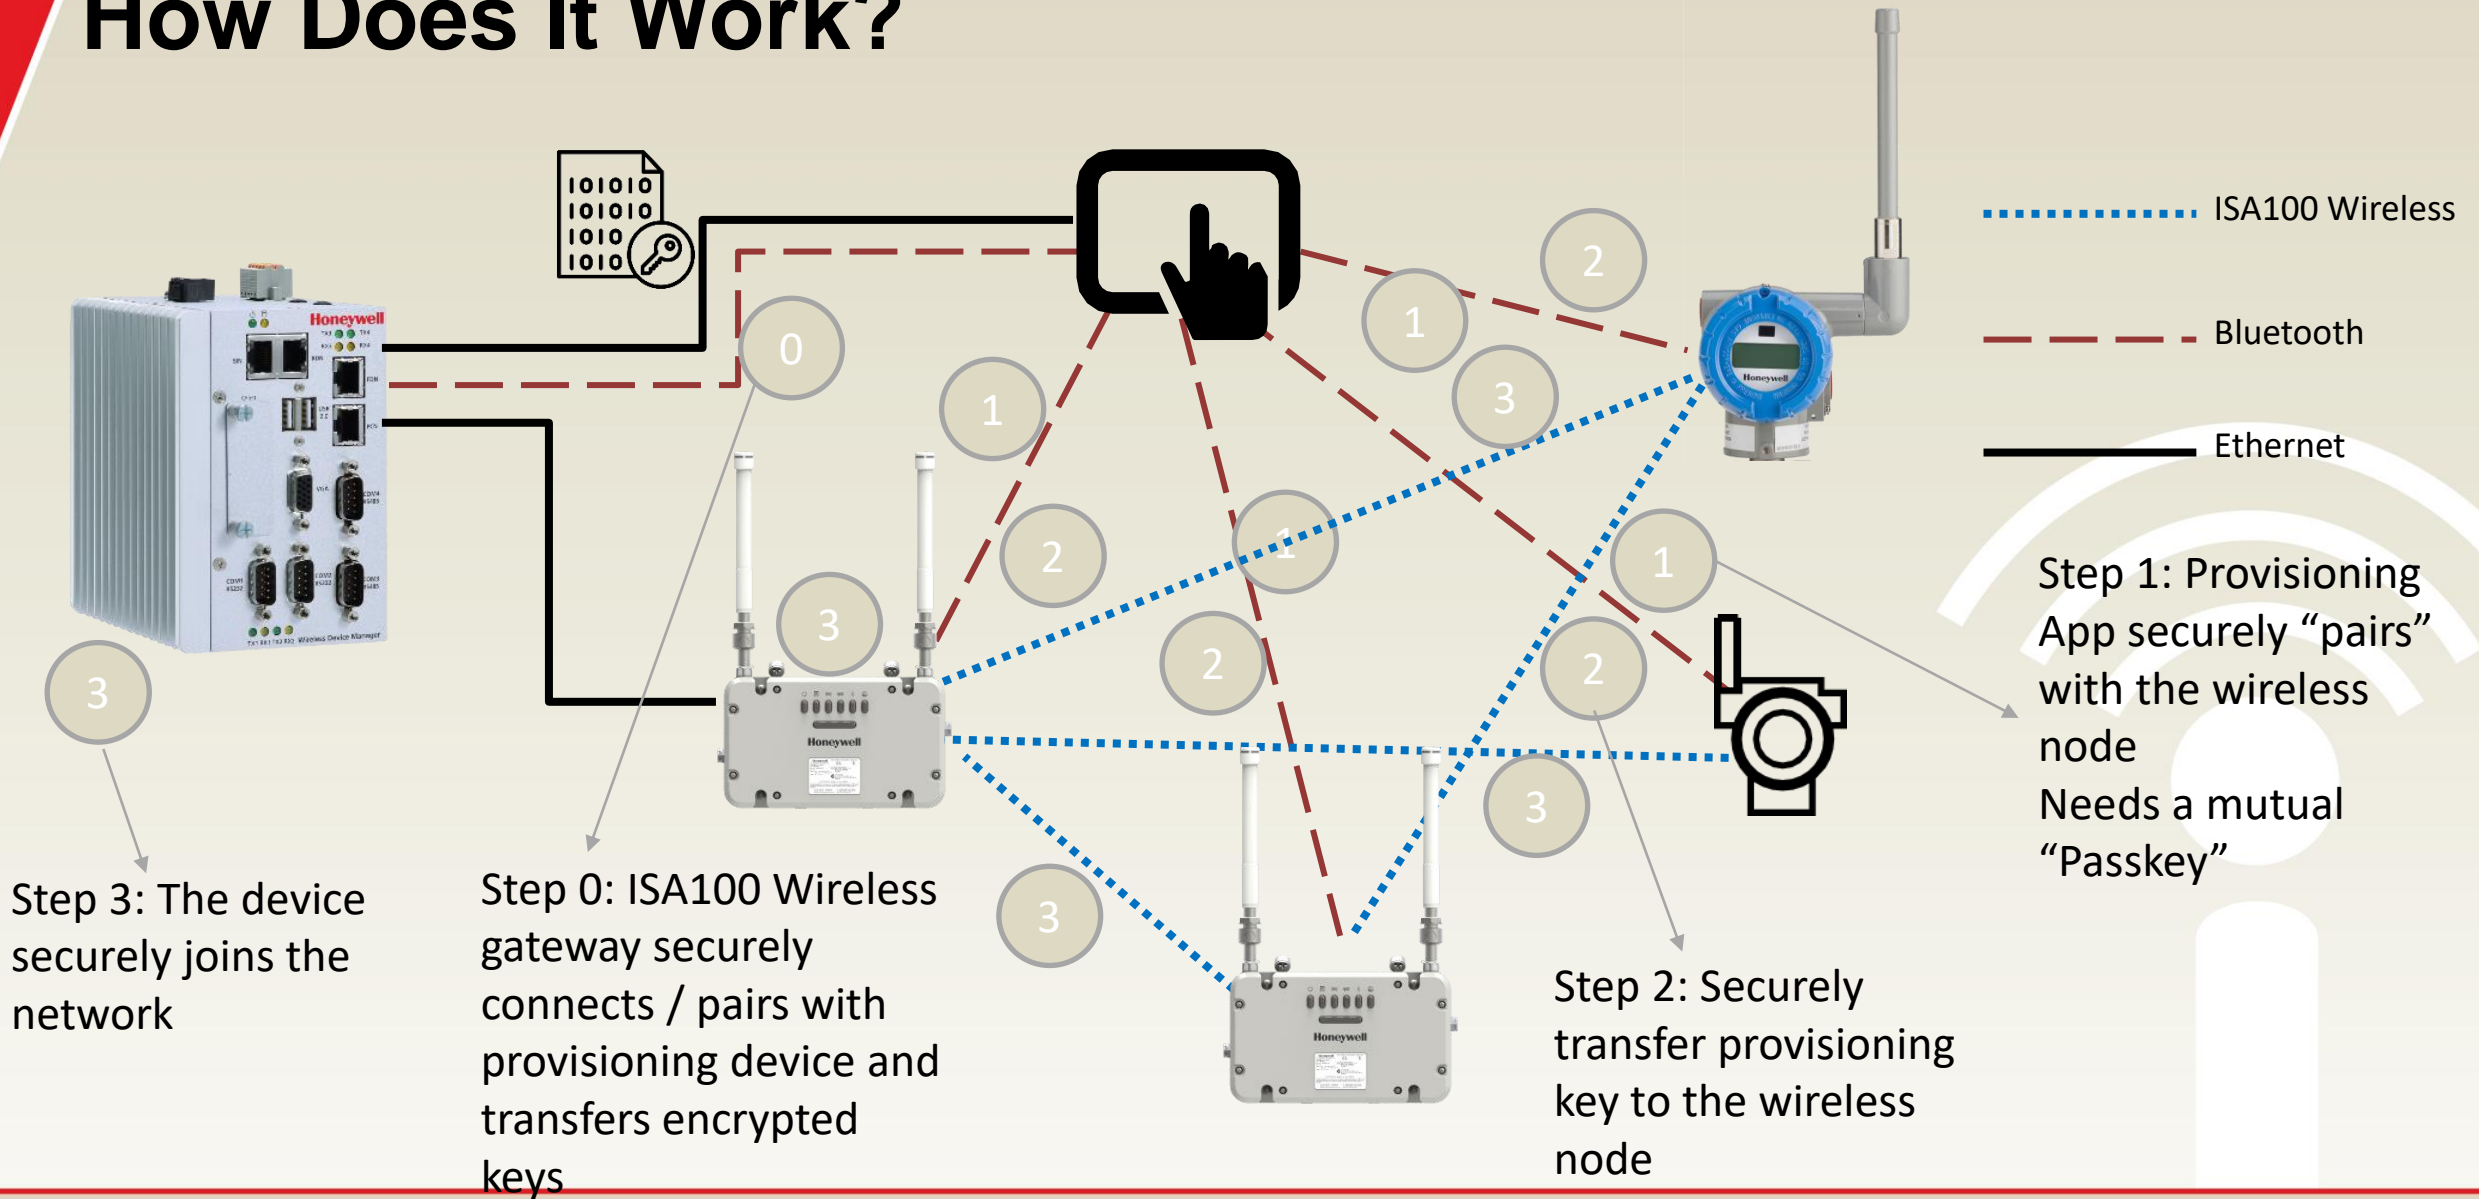 How Does It Work?
101010
101010
1010
1010
2
ISA100 Wireless
1
Honeywell
0
Bluetooth
Honeywell
1
3
Ethernet
2
1
1
3
2
2
3
Step 1: Provisioning
App securely “pairs”
with the wireless
node
Needs a mutual
“Passkey”
VGA
Wireless Device Manager
Honeywell
3
3
Step 3: The device
securely joins the
network
Step 0: ISA100 Wireless
gateway securely
connects / pairs with
provisioning device and
transfers encrypted
keys
Honeywell
Step 2: Securely
transfer provisioning
key to the wireless
node